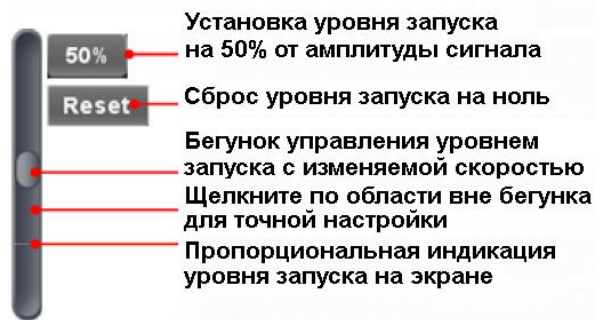 Установка уровня запуска
50% на 50% от амплитуды сигнала
Reset Сброс уровня запуска на ноль
Бегунок управления уровнем
запуска с изменяемой скоростью
Щелкните по области вне бегунка
для точной настройки
Пропорциональная индикация
уровня запуска на экране